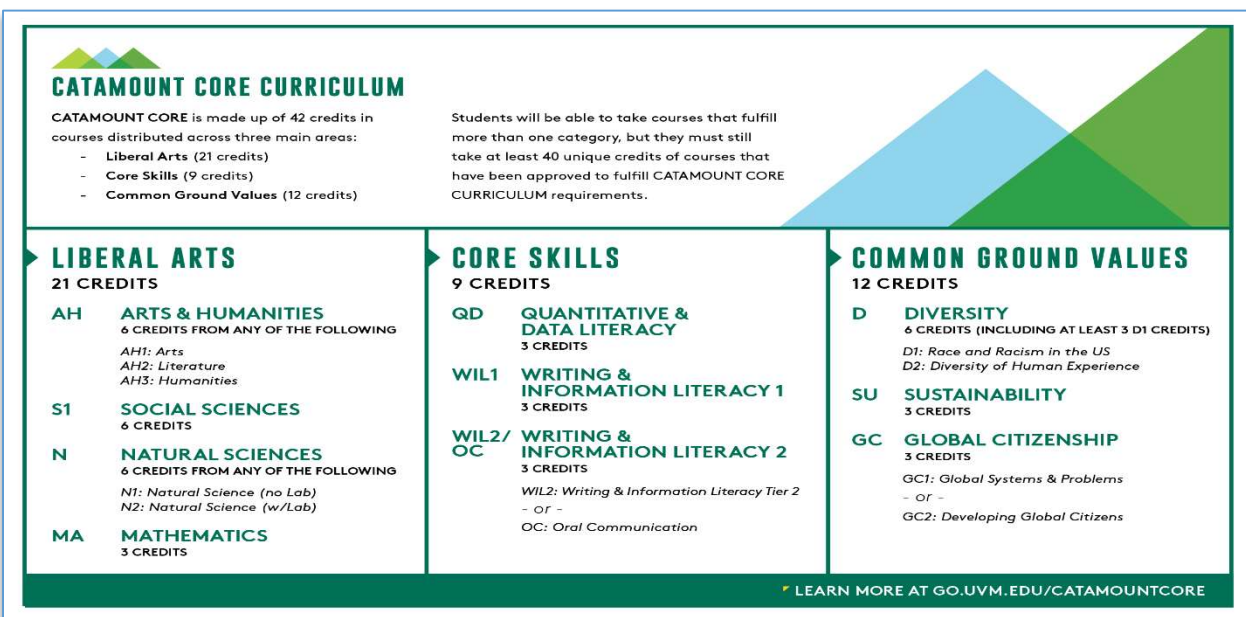 CATAMOUNT CORE CURRICULUM
CATAMOUNT CORE is made up of 42 credits in
courses distributed across three main areas:
- Liberal Arts (21 credits)
- Core Skills (9 credits)
- Common Ground Values (12 credits)
Students will be able to take courses that fulfill
more than one category, but they must still
take at least 40 unique credits of courses that
have been approved to fulfill CATAMOUNT CORE
CURRICULUM requirements.
LIBERAL ARTS
21 CREDITS
AH ARTS & HUMANITIES
6 CREDITS FROM ANY OF THE FOLLOWING
AH1: Arts
AH2: Literature
AH3: Humanities
S1 SOCIAL SCIENCES
6 CREDITS
N NATURAL SCIENCES
6 CREDITS FROM ANY OF THE FOLLOWING
N1: Natural Science (no Lab)
N2: Natural Science (w/Lab)
MA MATHEMATICS
3 CREDITS
CORE SKILLS
9 CREDITS
QD QUANTITATIVE &
DATA LITERACY
3 CREDITS
WIL1 WRITING &
INFORMATION LITERACY 1
3 CREDITS
WIL2/ WRITING &
OC INFORMATION LITERACY 2
3 CREDITS
WIL2: Writing & Information Literacy Tier 2
- or -
OC: Oral Communication
COMMON GROUND VALUES
12 CREDITS
D DIVERSITY
6 CREDITS (INCLUDING AT LEAST 3 D1 CREDITS)
D1: Race and Racism in the US
D2: Diversity of Human Experience
SU SUSTAINABILITY
3 CREDITS
GC GLOBAL CITIZENSHIP
3 CREDITS
GC1: Global Systems & Problems
- or -
GC2: Developing Global Citizens
LEARN MORE AT GO.UVM.EDU/CATAMOUNTCORE